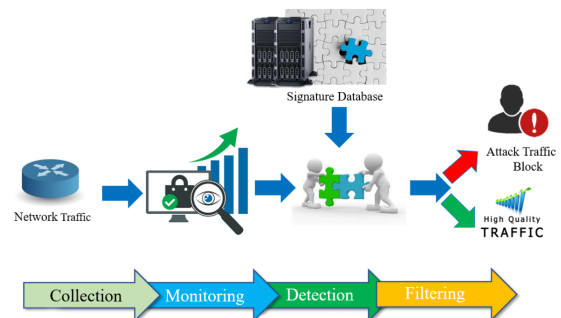 Signature Database
Attack Traffic
Block
Network Traffic
High Quality
TRAFFIC
Collection
Monitoring
Detection
Filtering